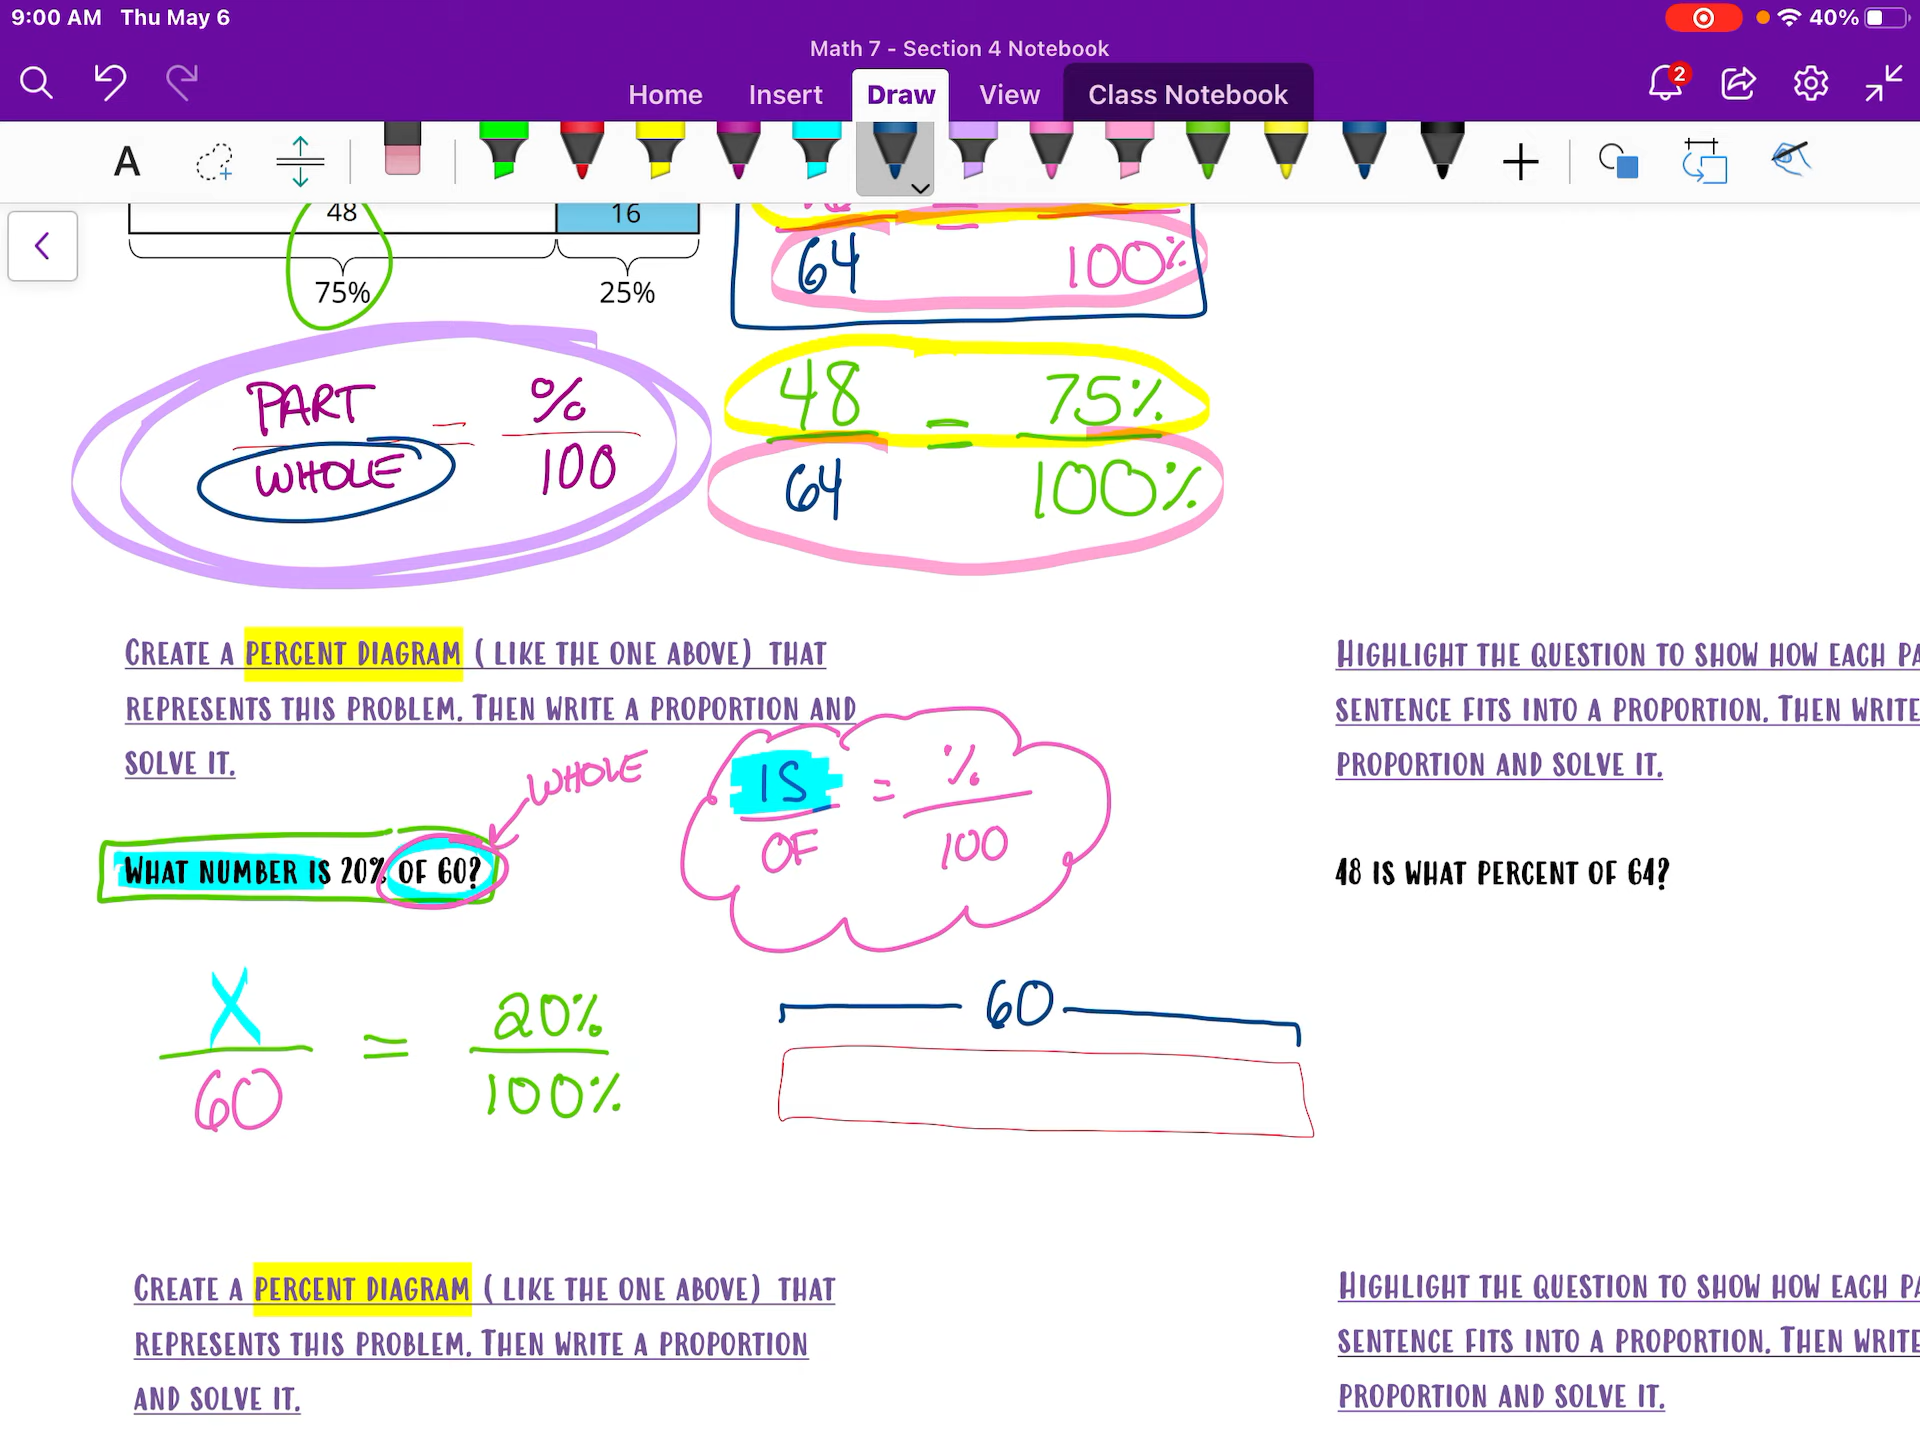 9:00 AM Thu May 6
40%
Math 7 - Section 4 Notebook
Home Insert Draw View Class Notebook
2
A
48 16
75% 25%
64 100%
PART = %
WHOLE 100
48 = 75%
64 100%
CREATE A PERCENT DIAGRAM ( LIKE THE ONE ABOVE) THAT
REPRESENTS THIS PROBLEM. THEN WRITE A PROPORTION AND
SOLVE IT.
WHOLE
IS = %
OF 100
WHAT NUMBER IS 20% OF 60?
X = 20%
60 100%
60
HIGHLIGHT THE QUESTION TO SHOW HOW EACH PA
SENTENCE FITS INTO A PROPORTION. THEN WRITE
PROPORTION AND SOLVE IT.
48 IS WHAT PERCENT OF 64?
CREATE A PERCENT DIAGRAM ( LIKE THE ONE ABOVE) THAT
REPRESENTS THIS PROBLEM. THEN WRITE A PROPORTION
AND SOLVE IT.
HIGHLIGHT THE QUESTION TO SHOW HOW EACH PA
SENTENCE FITS INTO A PROPORTION. THEN WRITE
PROPORTION AND SOLVE IT.